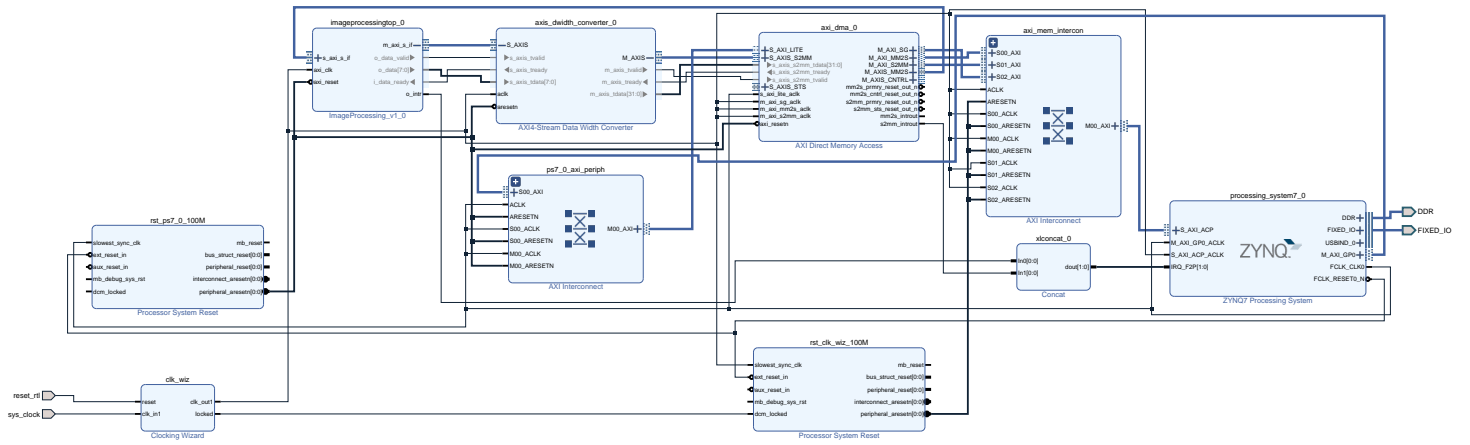 imageprocessingtop_0
s_axi_s_if
axi_clk
axi_reset
m_axi_s_if
o_data_valid
o_data[7:0]
i_data_ready
o_intr
ImageProcessing_v1_0
axis_dwidth_converter_0
S_AXIS
s_axis_tvalid
s_axis_tready
s_axis_tdata[7:0]
aclk
aresetn
M_AXIS
m_axis_tvalid
m_axis_tready
m_axis_tdata[31:0]
AXI4-Stream Data Width Converter
axi_dma_0
S_AXI_LITE
S_AXIS_S2MM
s_axis_s2mm_tdata[31:0]
s_axis_s2mm_tready
s_axis_s2mm_tvalid
S_AXIS_STS
s_axi_lite_aclk
m_axi_sg_aclk
m_axi_mm2s_aclk
m_axi_s2mm_aclk
axi_resetn
M_AXI_SG
M_AXI_MM2S
M_AXI_S2MM
M_AXIS_MM2S
M_AXIS_CNTRL
mm2s_prmry_reset_out_n
mm2s_cntrl_reset_out_n
s2mm_prmry_reset_out_n
s2mm_sts_reset_out_n
mm2s_introut
s2mm_introut
AXI Direct Memory Access
axi_mem_intercon
S00_AXI
S01_AXI
S02_AXI
ACLK
ARESETN
S00_ACLK
S00_ARESETN
M00_ACLK
M00_ARESETN
S01_ACLK
S01_ARESETN
S02_ACLK
S02_ARESETN
M00_AXI
AXI Interconnect
ps7_0_axi_periph
S00_AXI
ACLK
ARESETN
S00_ACLK
S00_ARESETN
M00_ACLK
M00_ARESETN
M00_AXI
AXI Interconnect
rst_ps7_0_100M
slowest_sync_clk
ext_reset_in
aux_reset_in
mb_debug_sys_rst
dcm_locked
mb_reset
bus_struct_reset[0:0]
peripheral_reset[0:0]
interconnect_aresetn[0:0]
peripheral_aresetn[0:0]
Processor System Reset
xlconcat_0
In0[0:0]
In1[0:0]
dout[1:0]
Concat
processing_system7_0
S_AXI_ACP
M_AXI_GP0_ACLK
S_AXI_ACP_ACLK
IRQ_F2P[1:0]
ZYNQ
DDR
FIXED_IO
USBIND_0
M_AXI_GP0
FCLK_CLK0
FCLK_RESET0_N
ZYNQ7 Processing System
DDR
FIXED_IO
rst_clk_wiz_100M
slowest_sync_clk
ext_reset_in
aux_reset_in
mb_debug_sys_rst
dcm_locked
mb_reset
bus_struct_reset[0:0]
peripheral_reset[0:0]
interconnect_aresetn[0:0]
peripheral_aresetn[0:0]
Processor System Reset
reset_rtl
sys_clock
clk_wiz
reset
clk_in1
clk_out1
locked
Clocking Wizard